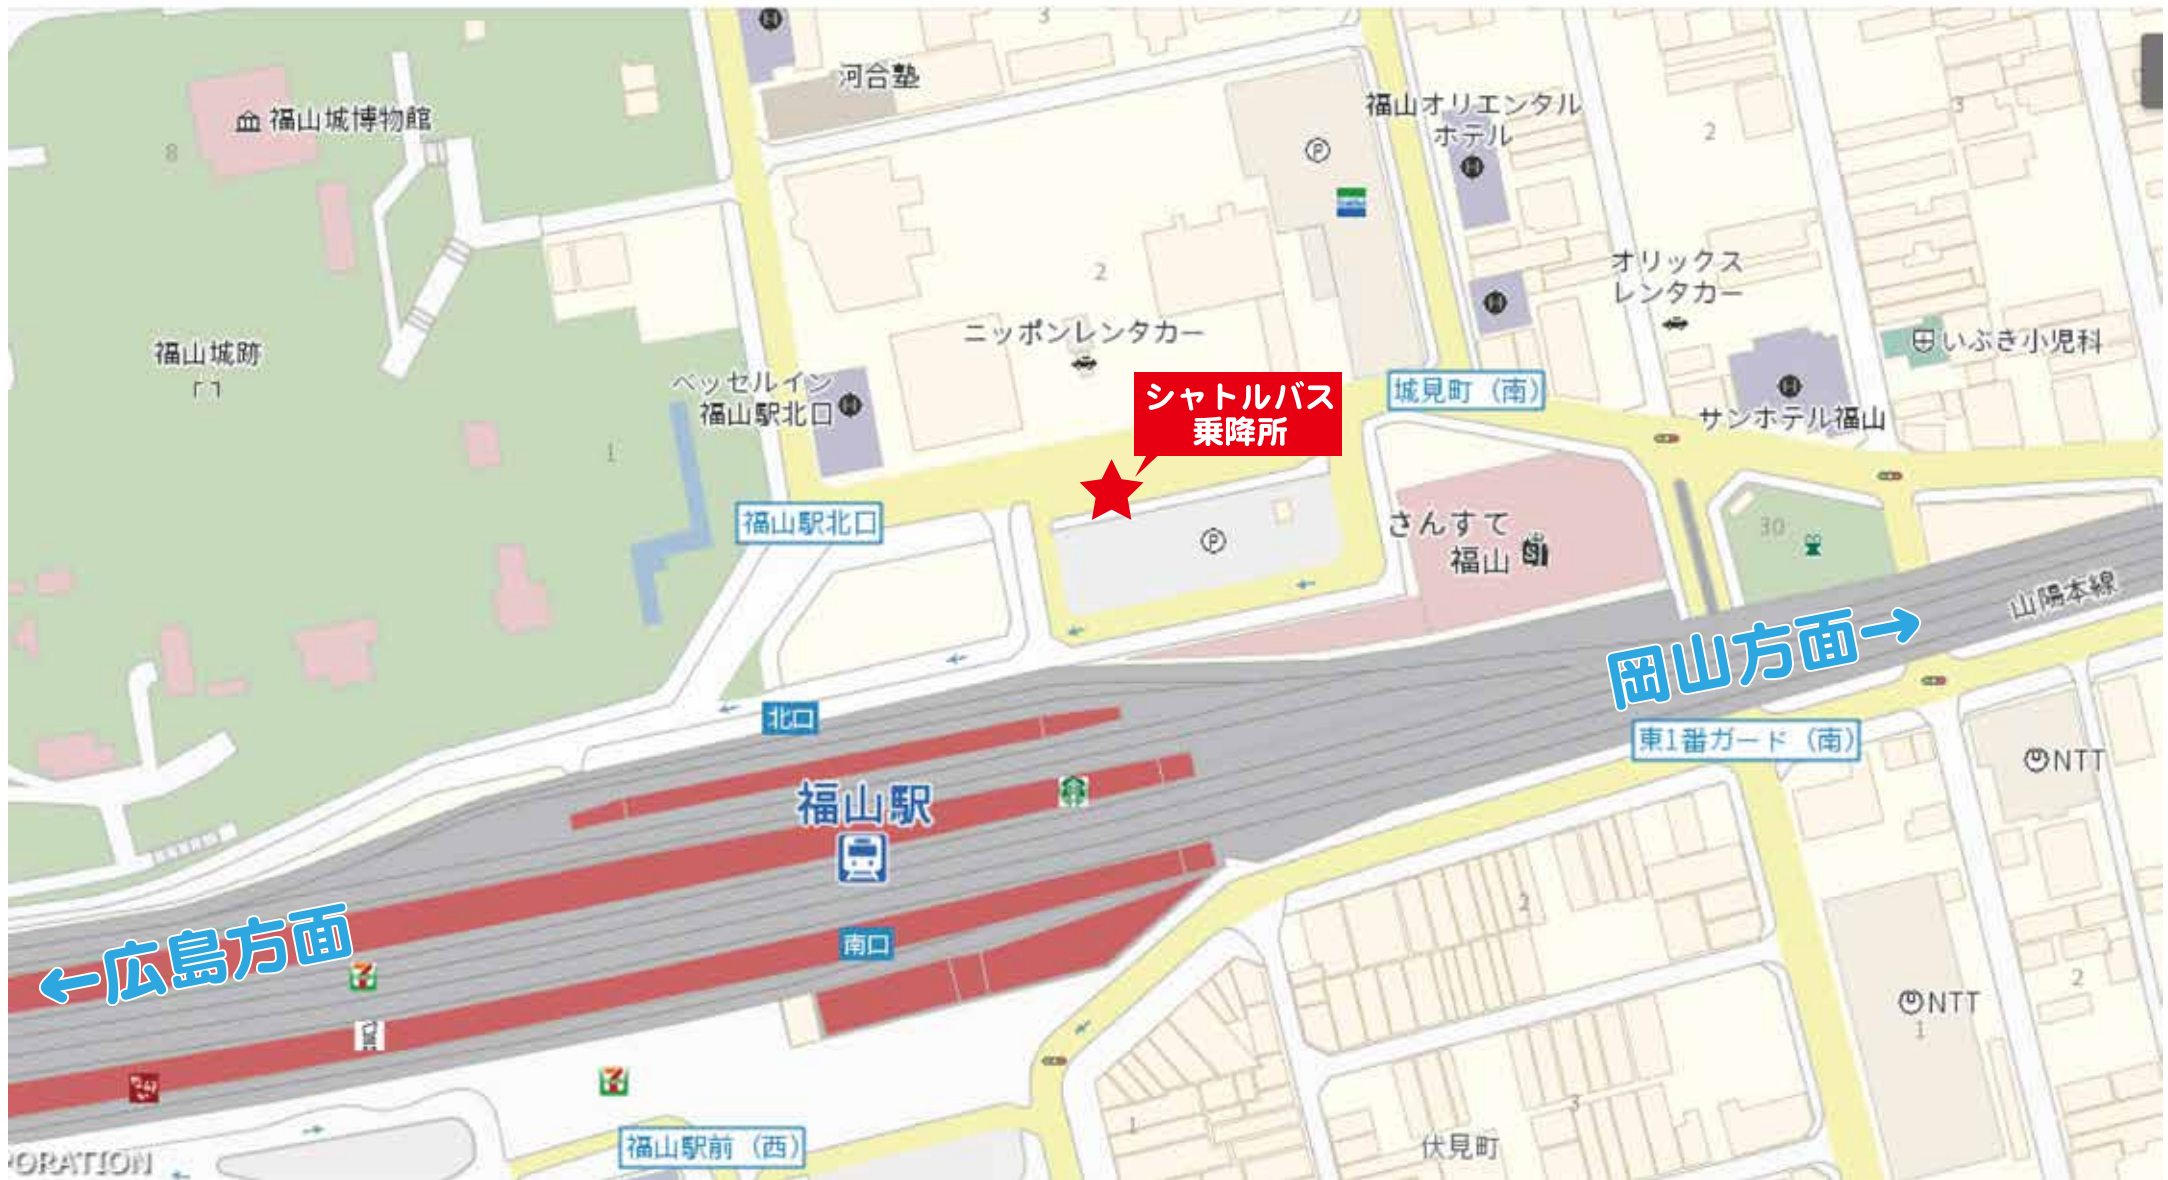 3
河合塾
福山城博物館
8
福山オリエンタル
ホテル
2
3
2
オリックス
レンタカー
ニッポンレンタカー
いぶき小児科
福山城跡
ベッセルイン
福山駅北口
シャトルバス
乗降所
城見町（南）
サンホテル福山
1
福山駅北口
さんすて
福山
30
山陽本線
岡山方面→
北口
東1番ガード（南）
NTT
福山駅
南口
←広島方面
2
2
NTT
1
3
1
福山駅前（西）
伏見町
PORATION